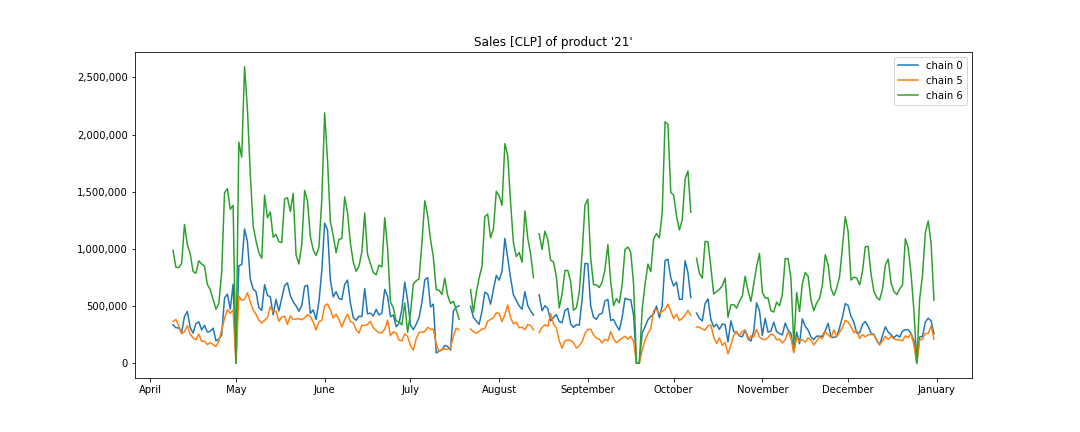 Sales [CLP] of product '21'
chain 0
chain 5
chain 6
2,500,000
2,000,000
1,500,000
1,000,000
500,000
0
April May June July August September October November December January